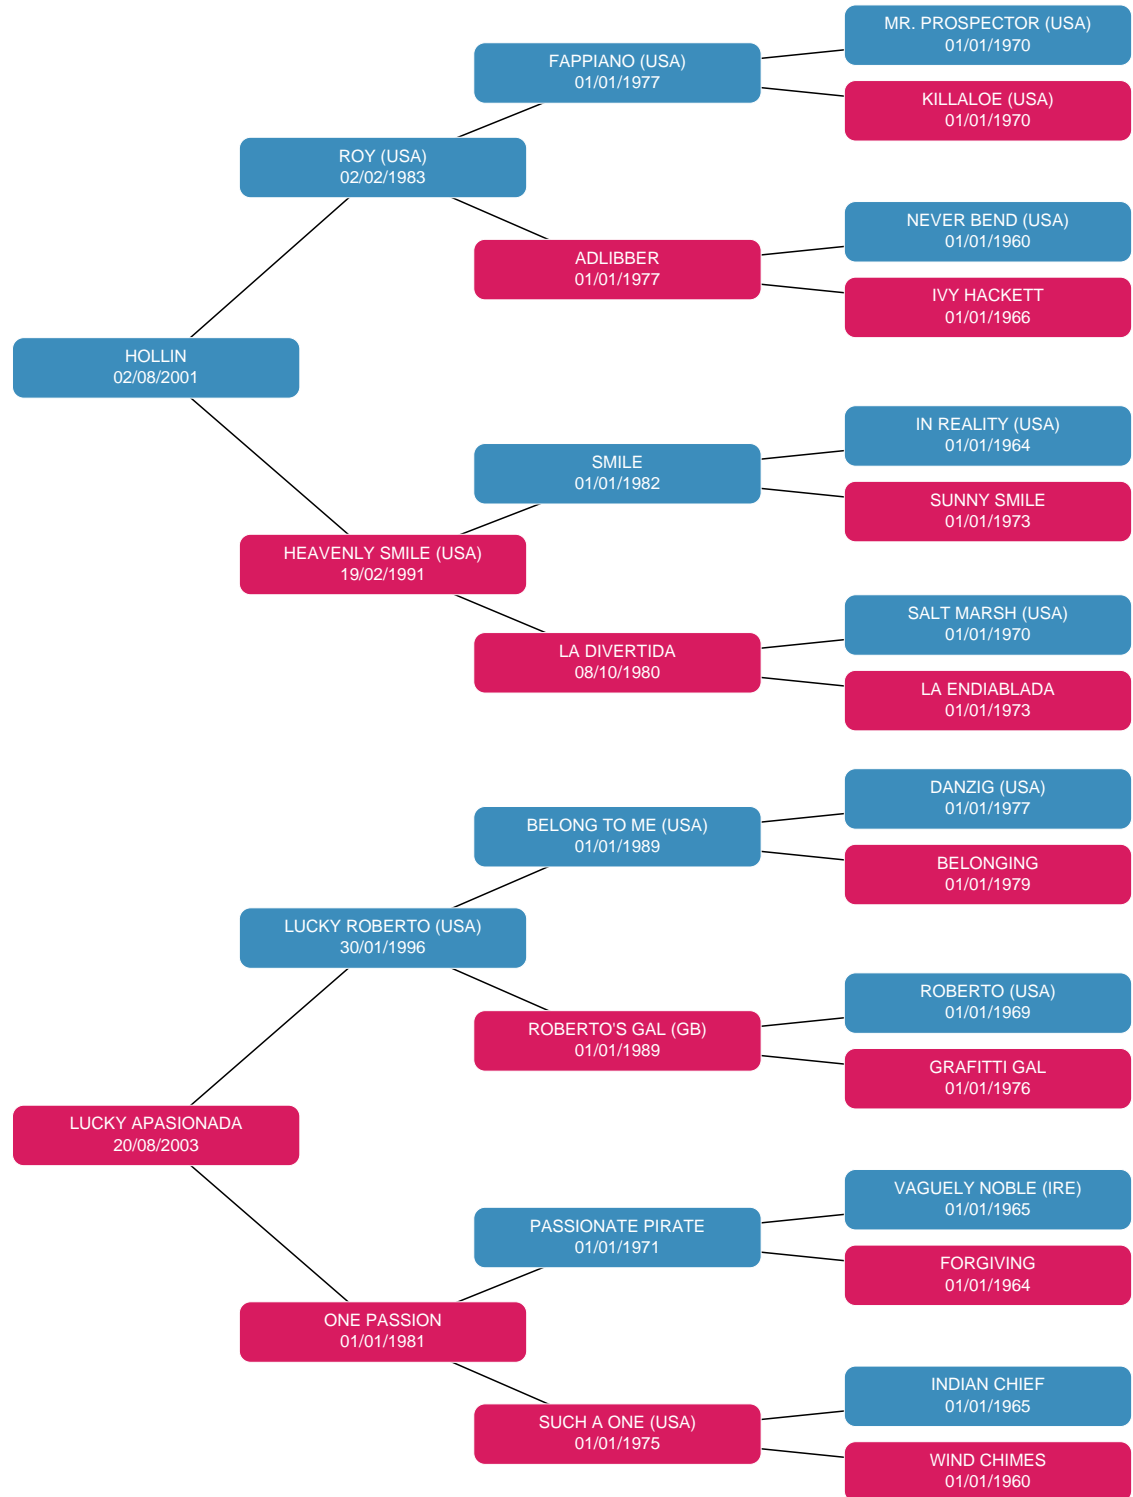 MR. PROSPECTOR (USA)
01/01/1970
FAPPIANO (USA)
01/01/1977
KILLALOE (USA)
01/01/1970
ROY (USA)
02/02/1983
NEVER BEND (USA)
01/01/1960
ADLIBBER
01/01/1977
IVY HACKETT
01/01/1966
HOLLIN
02/08/2001
IN REALITY (USA)
01/01/1964
SMILE
01/01/1982
SUNNY SMILE
01/01/1973
HEAVENLY SMILE (USA)
19/02/1991
SALT MARSH (USA)
01/01/1970
LA DIVERTIDA
08/10/1980
LA ENDIABLADA
01/01/1973
DANZIG (USA)
01/01/1977
BELONG TO ME (USA)
01/01/1989
BELONGING
01/01/1979
LUCKY ROBERTO (USA)
30/01/1996
ROBERTO (USA)
01/01/1969
ROBERTO'S GAL (GB)
01/01/1989
GRAFITTI GAL
01/01/1976
LUCKY APASIONADA
20/08/2003
VAGUELY NOBLE (IRE)
01/01/1965
PASSIONATE PIRATE
01/01/1971
FORGIVING
01/01/1964
ONE PASSION
01/01/1981
INDIAN CHIEF
01/01/1965
SUCH A ONE (USA)
01/01/1975
WIND CHIMES
01/01/1960